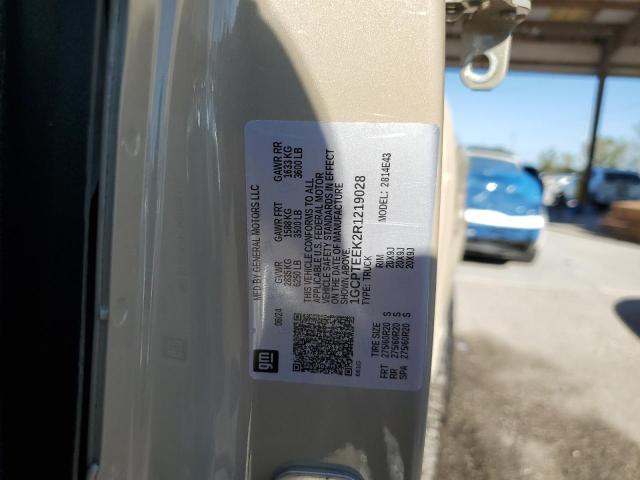 MFD BY GENERAL MOTORS LLC
06/24 GVWR GAWR FRT GAWR RR
2835 KG 1588 KG 1633 KG
6250 LB 3500 LB 3600 LB
THIS VEHICLE CONFORMS TO ALL
APPLICABLE U.S. FEDERAL MOTOR
VEHICLE SAFETY STANDARDS IN EFFECT
ON THE DATE OF MANUFACTURE
SHOWN ABOVE.
1GCPTEEK2R1219028
TYPE: TRUCK MODEL: 2814E43
TIRE SIZE RIM
FRT 275/60R20 S 20X9J
RR 275/60R20 S 20X9J
SPA 275/60R20 S 20X9J
gm